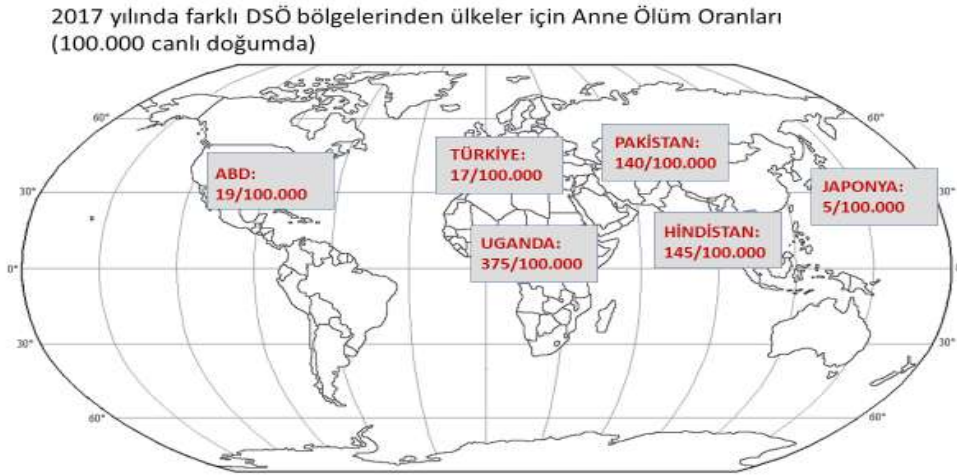 2017 yılında farklı DSÖ bölgelerinden ülkeler için Anne Ölüm Oranları
(100.000 canlı doğumda)
60°
PAKİSTAN:
140/100.000
TÜRKİYE:
17/100.000
ABD:
19/100.000
JAPONYA:
5/100.000
30°
30°
HİNDİSTAN:
145/100.000
UGANDA:
375/100.000
0°
0°
30°
30°
60°
60°